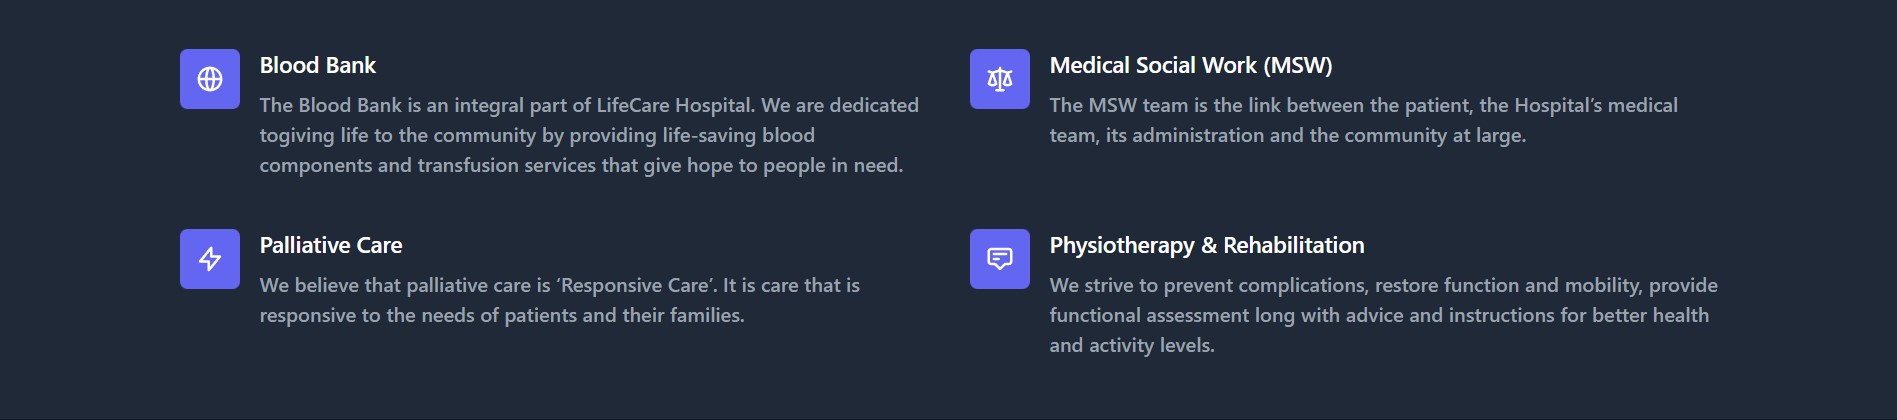 Blood Bank
The Blood Bank is an integral part of LifeCare Hospital. We are dedicated
togiving life to the community by providing life-saving blood
components and transfusion services that give hope to people in need.
Medical Social Work (MSW)
The MSW team is the link between the patient, the Hospital’s medical
team, its administration and the community at large.
Palliative Care
We believe that palliative care is ‘Responsive Care’. It is care that is
responsive to the needs of patients and their families.
Physiotherapy & Rehabilitation
We strive to prevent complications, restore function and mobility, provide
functional assessment long with advice and instructions for better health
and activity levels.